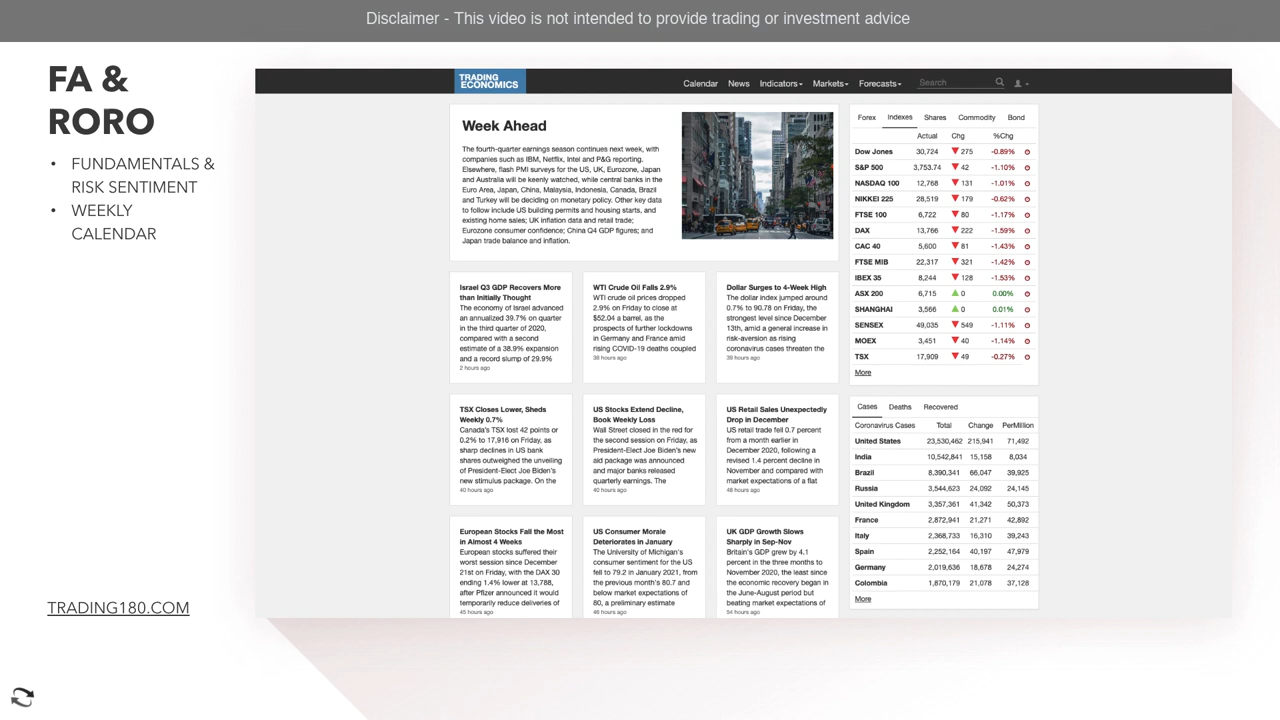 Disclaimer - This video is not intended to provide trading or investment advice
FA &
RORO
• FUNDAMENTALS &
RISK SENTIMENT
• WEEKLY
CALENDAR
TRADING180.COM
TRADING
ECONOMICS
Calendar News Indicators Markets Forecasts Search
Week Ahead
The fourth-quarter earnings season continues next week, with
companies such as IBM, Netflix, Intel and P&G reporting.
Elsewhere, flash PMI surveys for the US, UK, Eurozone, Japan
and Australia will be keenly watched, while central banks in the
Euro Area, Japan, China, Malaysia, Indonesia, Canada, Brazil
and Turkey will be deciding on monetary policy. Other key data
to follow include US building permits and housing starts, and
existing home sales; UK inflation data and retail trade;
Eurozone consumer confidence; China Q4 GDP figures; and
Japan trade balance and inflation.
Israel Q3 GDP Recovers More
than Initially Thought
The economy of Israel advanced
an annualized 39.7% on quarter
in the third quarter of 2020,
compared with a second
estimate of a 38.9% expansion
and a record slump of 29.9%
2 hours ago
WTI Crude Oil Falls 2.9%
WTI crude oil prices dropped
2.9% on Friday to close at
$52.04 a barrel, as the
prospects of further lockdowns
in Germany and France amid
rising COVID-19 deaths coupled
38 hours ago
Dollar Surges to 4-Week High
The dollar index jumped around
0.7% to 90.78 on Friday, the
strongest level since December
13th, amid a general increase in
risk-aversion as rising
coronavirus cases threaten the
39 hours ago
TSX Closes Lower, Sheds
Weekly 0.7%
Canada's TSX lost 42 points or
0.2% to 17,916 on Friday, as
sharp declines in US bank
shares outweighed the unveiling
of President-Elect Joe Biden's
new stimulus package. On the
40 hours ago
US Stocks Extend Decline,
Book Weekly Loss
Wall Street closed in the red for
the second session on Friday, as
President-Elect Joe Biden's new
aid package was announced
and major banks released
quarterly earnings. The
40 hours ago
US Retail Sales Unexpectedly
Drop in December
US retail trade fell 0.7 percent
from a month earlier in
December 2020, following a
revised 1.4 percent decline in
November and compared with
market expectations of a flat
48 hours ago
European Stocks Fall the Most
in Almost 4 Weeks
European stocks suffered their
worst session since December
21st on Friday, with the DAX 30
ending 1.4% lower at 13,788,
after Pfizer announced it would
temporarily reduce deliveries of
45 hours ago
US Consumer Morale
Deteriorates in January
The University of Michigan's
consumer sentiment for the US
fell to 79.2 in January 2021, from
the previous month's 80.7 and
below market expectations of
80, a preliminary estimate
46 hours ago
UK GDP Growth Slows
Sharply in Sep-Nov
Britain's GDP grew by 4.1
percent in the three months to
November 2020, the least since
the economic recovery began in
the June-August period but
beating market expectations of
54 hours ago
Forex Indexes Shares Commodity Bond
Actual Chg %Chg
Dow Jones 30,724 275 -0.89%
S&P 500 3,753.74 42 -1.10%
NASDAQ 100 12,768 131 -1.01%
NIKKEI 225 28,519 179 -0.62%
FTSE 100 6,722 80 -1.17%
DAX 13,766 222 -1.59%
CAC 40 5,600 81 -1.43%
FTSE MIB 22,317 321 -1.42%
IBEX 35 8,244 128 -1.53%
ASX 200 6,715 0 0.00%
SHANGHAI 3,566 0 0.01%
SENSEX 49,035 549 -1.11%
MOEX 3,451 40 -1.14%
TSX 17,909 49 -0.27%
More
Cases Deaths Recovered
Coronavirus Cases Total Change PerMillion
United States 23,530,462 215,941 71,492
India 10,542,841 15,158 8,034
Brazil 8,390,341 66,047 39,925
Russia 3,544,623 24,092 24,145
United Kingdom 3,357,361 41,342 50,373
France 2,872,941 21,271 42,892
Italy 2,368,733 16,310 39,243
Spain 2,252,164 40,197 47,979
Germany 2,019,636 18,678 24,274
Colombia 1,870,179 21,078 37,128
More